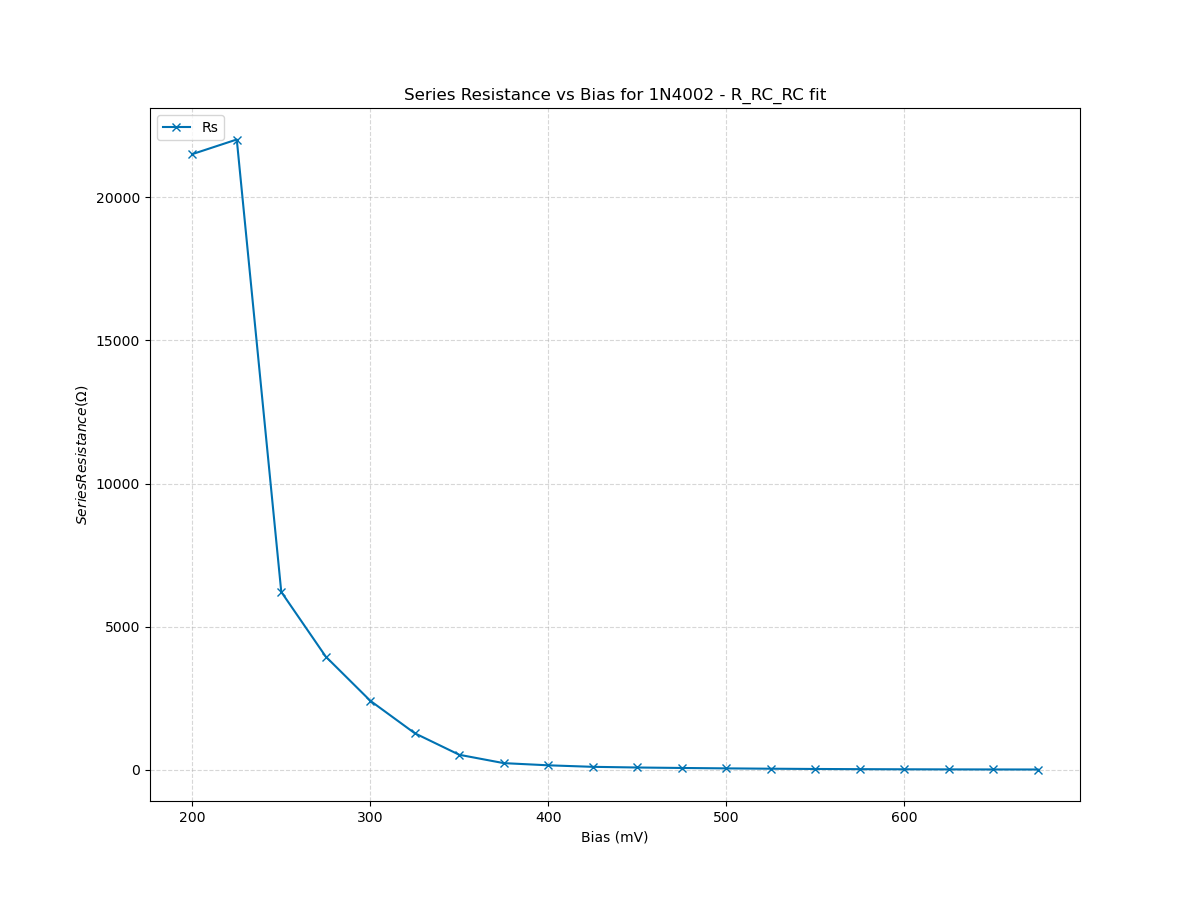 Series Resistance vs Bias for 1N4002 - R_RC_RC fit
Rs
20000
15000
10000
5000
0
SeriesResistance(Ω)
200 300 400 500 600
Bias (mV)